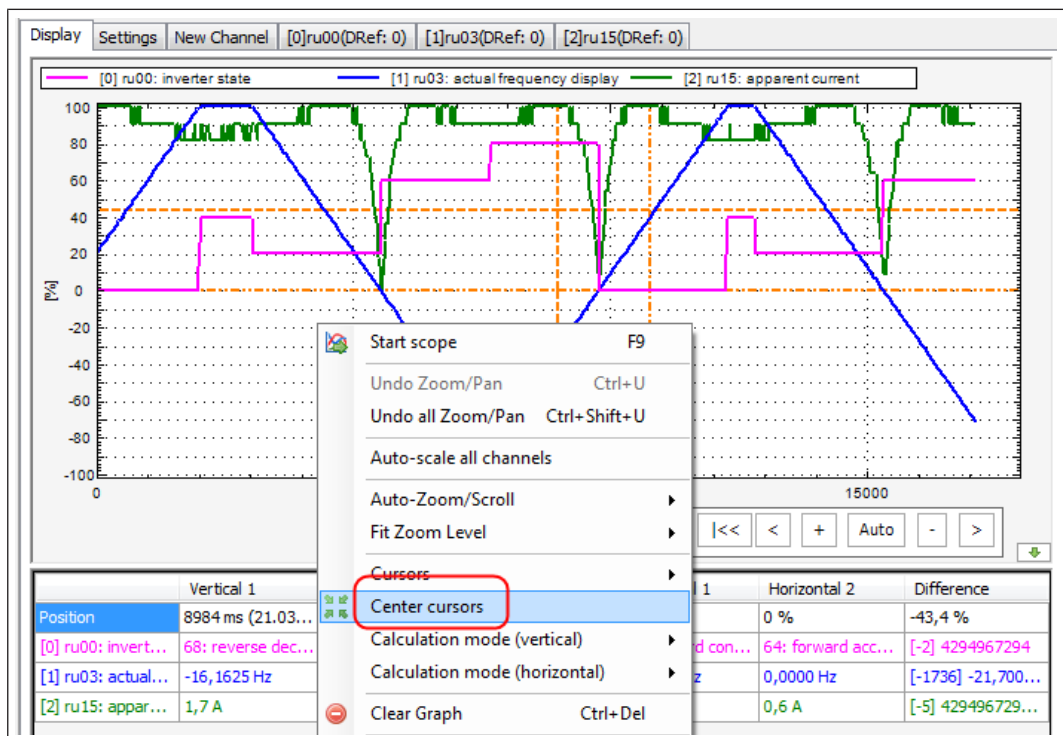 Display Settings New Channel [0]ru00(DRef: 0) [1]ru03(DRef: 0) [2]ru15(DRef: 0)
[0] ru00: inverter state [1] ru03: actual frequency display [2] ru15: apparent current
100
80
60
40
20
0
-20
-40
-60
-80
-100
[%]
0 15000
Start scope F9
Undo Zoom/Pan Ctrl+U
Undo all Zoom/Pan Ctrl+Shift+U
Auto-scale all channels
Auto-Zoom/Scroll
Fit Zoom Level
|<< < + Auto - >
Cursors
Center cursors
Calculation mode (vertical)
Calculation mode (horizontal)
Clear Graph Ctrl+Del
Vertical 1 l 1 Horizontal 2 Difference
Position 8984 ms (21.03... 0 % -43,4 %
[0] ru00: invert... 68: reverse dec... rd con... 64: forward acc... [-2] 4294967294
[1] ru03: actual... -16,1625 Hz z 0,0000 Hz [-1736] -21,700...
[2] ru15: appar... 1,7 A 0,6 A [-5] 429496729...